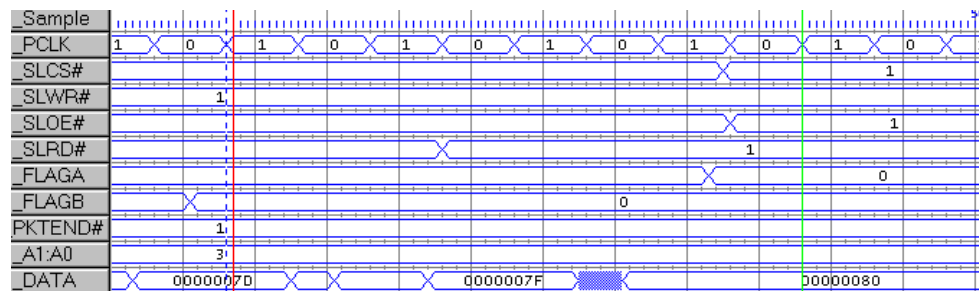 _Sample
_PCLK 1 0 1 0 1 0 1 0 1 0 1 0
_SLCS# 1
_SLWR# 1
_SLOE# 1
_SLRD# 1
_FLAGA 0
_FLAGB 0
PKTEND# 1
_A1:A0 3
_DATA 0000007D 0000007F 00000080